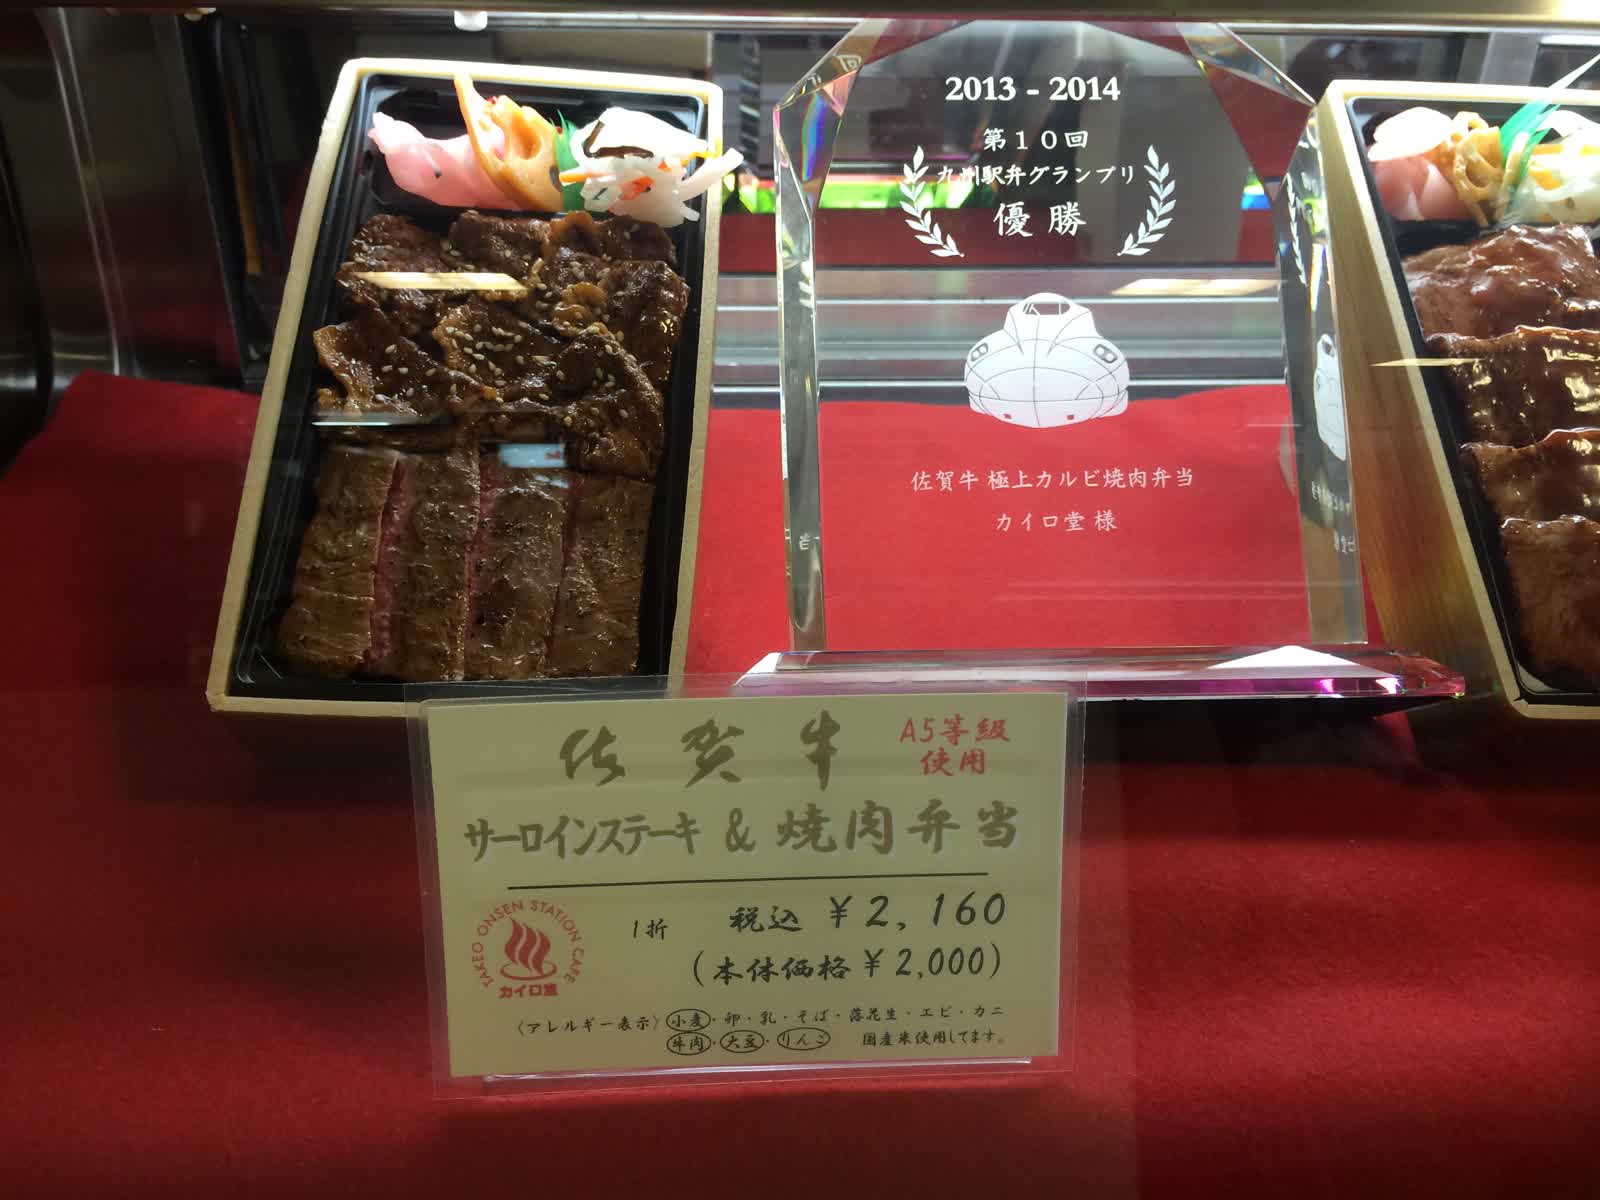 2013 - 2014
第10回
九州駅弁グランプリ
優勝
佐賀牛 極上カルビ焼肉弁当
カイロ堂 様
佐賀牛
A5等級
使用
サーロインステーキ & 焼肉弁当
1折 税込 ¥2,160
(本体価格¥2,000)
TAKEO ONSEN STATION CAFE
カイロ堂
〈アレルギー表示〉小麦・卵・乳・そば・落花生・エビ・カニ
牛肉・大豆・りんご 国産米使用してます。